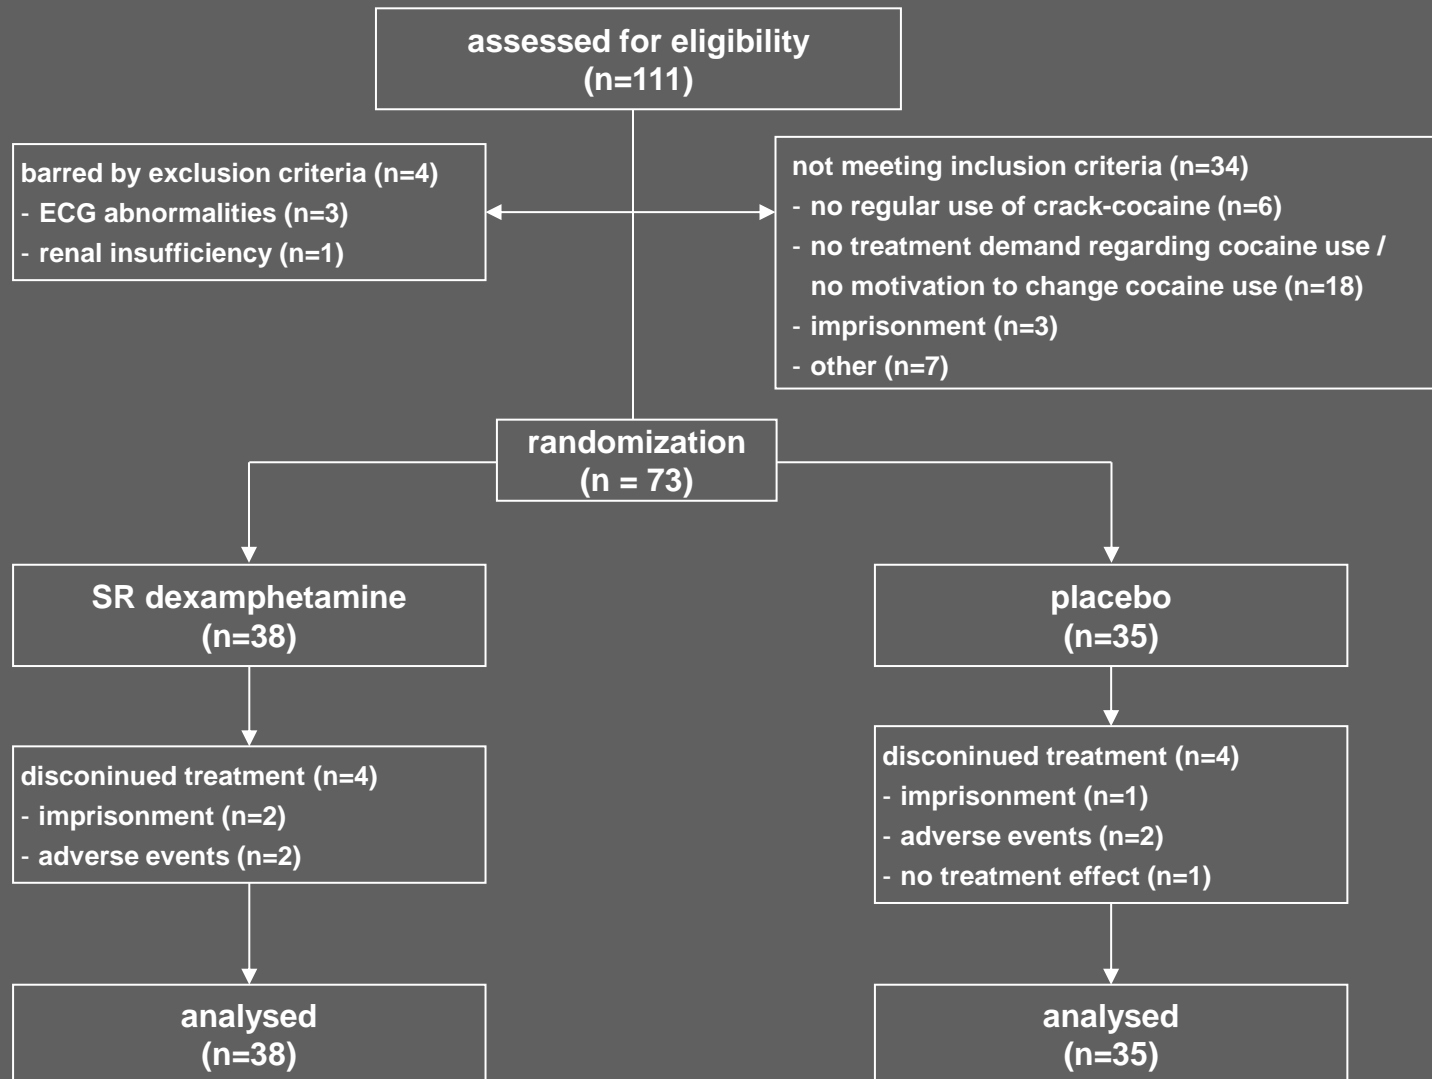 assessed for eligibility
(n=111)
barred by exclusion criteria (n=4)
- ECG abnormalities (n=3)
- renal insufficiency (n=1)
not meeting inclusion criteria (n=34)
- no regular use of crack-cocaine (n=6)
- no treatment demand regarding cocaine use /
no motivation to change cocaine use (n=18)
- imprisonment (n=3)
- other (n=7)
randomization
(n = 73)
SR dexamphetamine
(n=38)
placebo
(n=35)
disconinued treatment (n=4)
- imprisonment (n=2)
- adverse events (n=2)
disconinued treatment (n=4)
- imprisonment (n=1)
- adverse events (n=2)
- no treatment effect (n=1)
analysed
(n=38)
analysed
(n=35)